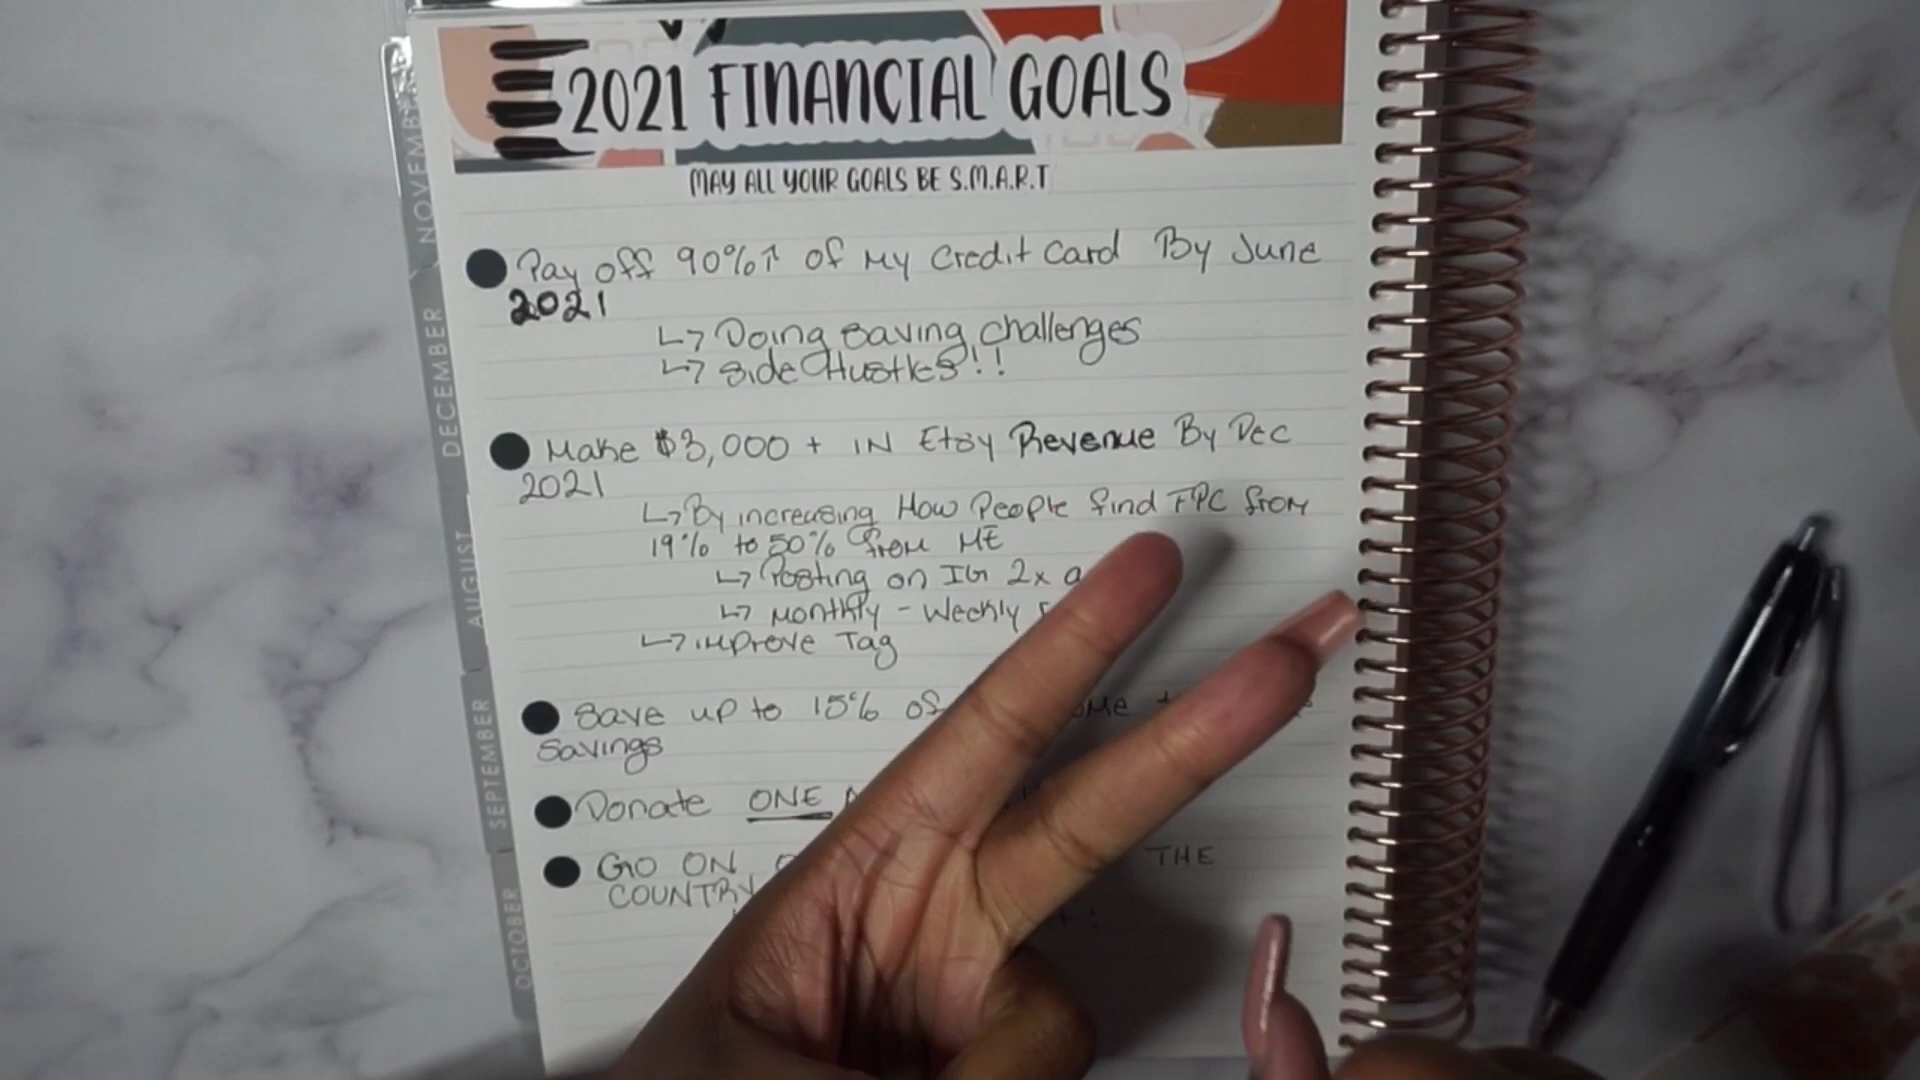 2021 FINANCIAL GOALS
MAY ALL YOUR GOALS BE S.M.A.R.T
Pay off 90%↑ of My Credit Card By June
2021
↳ Doing saving challenges
↳ Side Hustles!!
Make $3,000 + IN Etsy Revenue By Dec
2021
↳ By increasing How People find FPC from
19% to 50% from ME
↳ Posting on IG 2x a
↳ Monthly - Weekly
↳ improve Tag
Save up to 15% of
savings
Donate ONE
GO ON THE
COUNTRY
NOVEMBER
DECEMBER
AUGUST
SEPTEMBER
OCTOBER